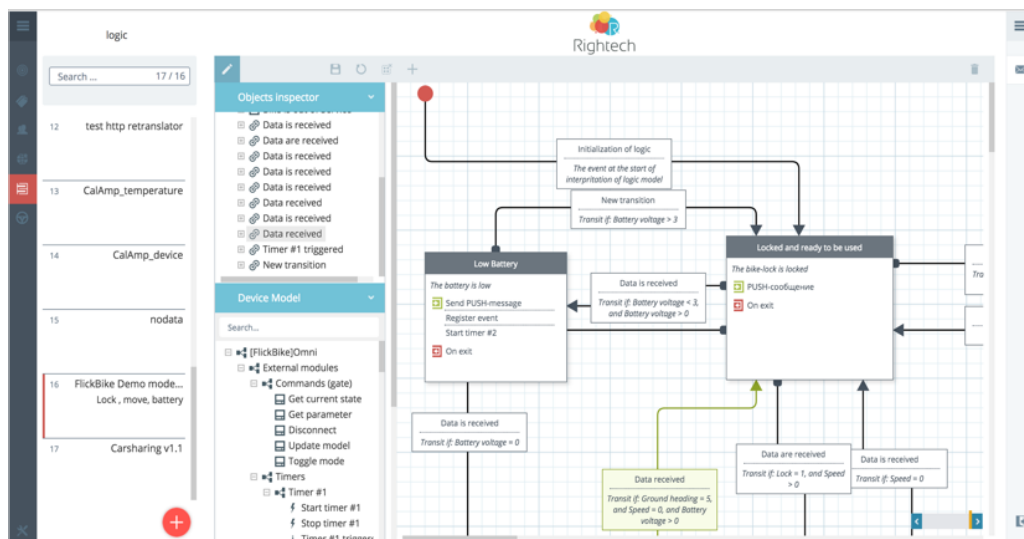 logic
Rightech
Search ...
17 / 16
12
test http retranslator
13
CalAmp_temperature
14
CalAmp_device
15
nodata
16
FlickBike Demo mode...
Lock , move, battery
17
Carsharing v1.1
Objects Inspector
Data is received
Data are received
Data is received
Data is received
Data is received
Data received
Data is received
Data received
Timer #1 triggered
New transition
Device Model
Search...
[FlickBike]Omni
External modules
Commands (gate)
Get current state
Get parameter
Disconnect
Update model
Toggle mode
Timers
Timer #1
Start timer #1
Stop timer #1
Initialization of logic
The event at the start of
interpritation of logic model
New transition
Transit if: Battery voltage > 3
Low Battery
The battery is low
Send PUSH-message
Register event
Start timer #2
On exit
Data is received
Transit if: Battery voltage < 3,
and Battery voltage > 0
Locked and ready to be used
The bike-lock is locked
PUSH-сообщение
On exit
Data is received
Transit if: Battery voltage = 0
Data received
Transit if: Ground heading = 5,
and Speed = 0, and Battery
voltage > 0
Data are received
Transit if: Lock = 1, and Speed
> 0
Data is received
Transit if: Speed = 0